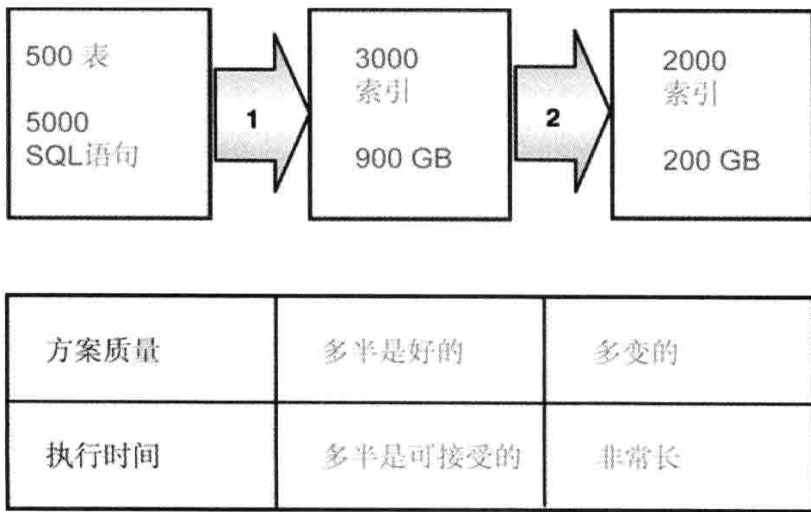 500 表
5000
SQL语句
1
3000
索引
900 GB
2
2000
索引
200 GB
方案质量
多半是好的
多变的
执行时间
多半是可接受的
非常长